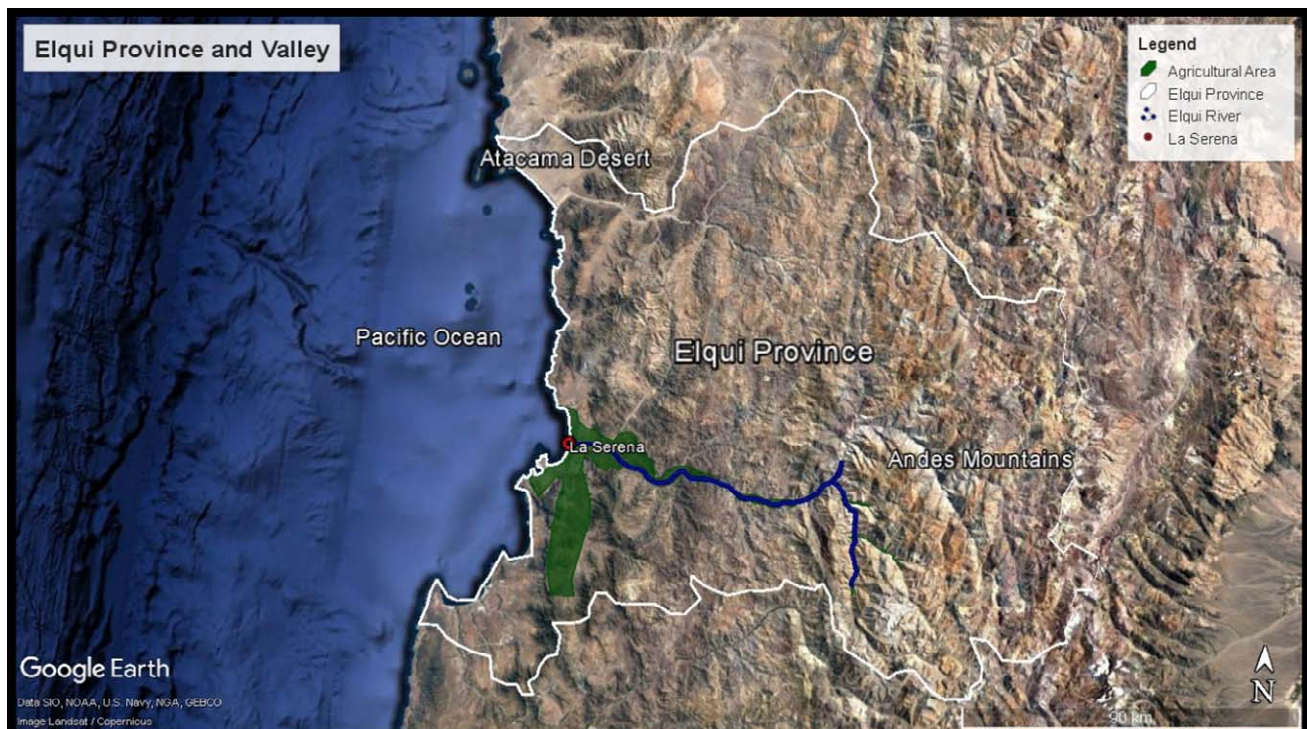 Elqui Province and Valley
Legend
Agricultural Area
Elqui Province
Elqui River
La Serena
Atacama Desert
Pacific Ocean
Elqui Province
La Serena
Andes Mountains
Google Earth
N
Data SIO, NOAA, U.S. Navy, NGA, GEBCO
Image Landsat / Copernicus
90 km